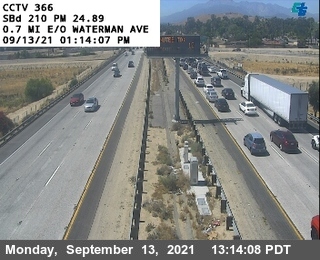 CCTV 366
SBd 210 PM 24.89
0.7 MI E/O WATERMAN AVE
09/13/21 01:14:07 PM
Monday, September 13, 2021 13:14:08 PDT